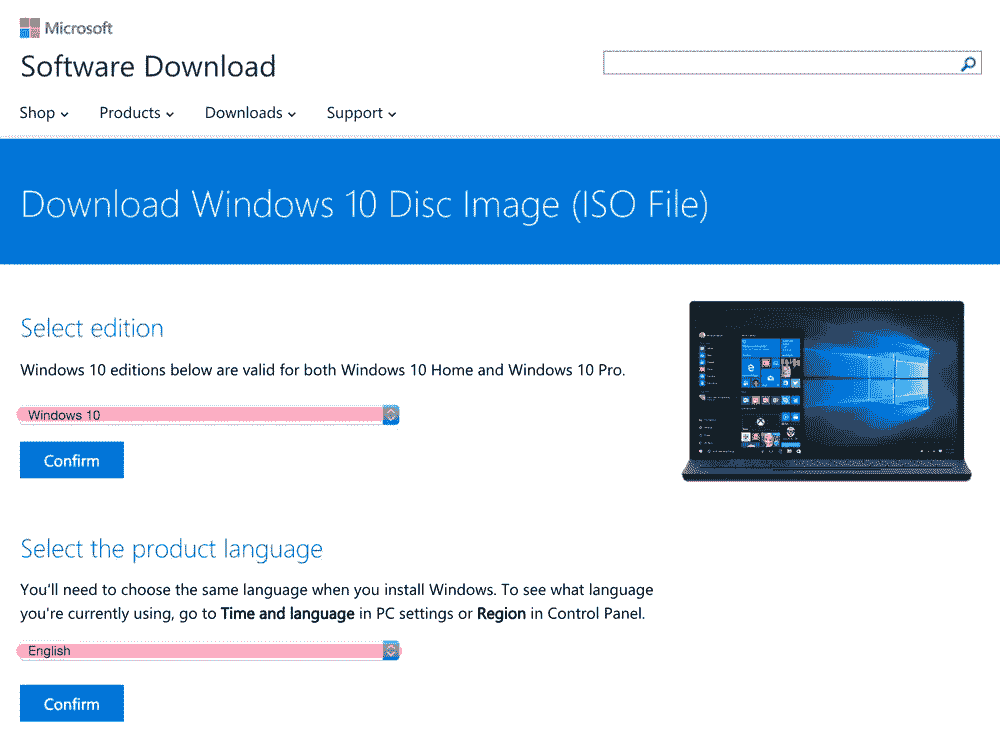 Microsoft
Software Download
Shop
Products
Downloads
Support
Download Windows 10 Disc Image (ISO File)
Select edition
Windows 10 editions below are valid for both Windows 10 Home and Windows 10 Pro.
Windows 10
Confirm
Select the product language
You'll need to choose the same language when you install Windows. To see what language
you're currently using, go to Time and language in PC settings or Region in Control Panel.
English
Confirm